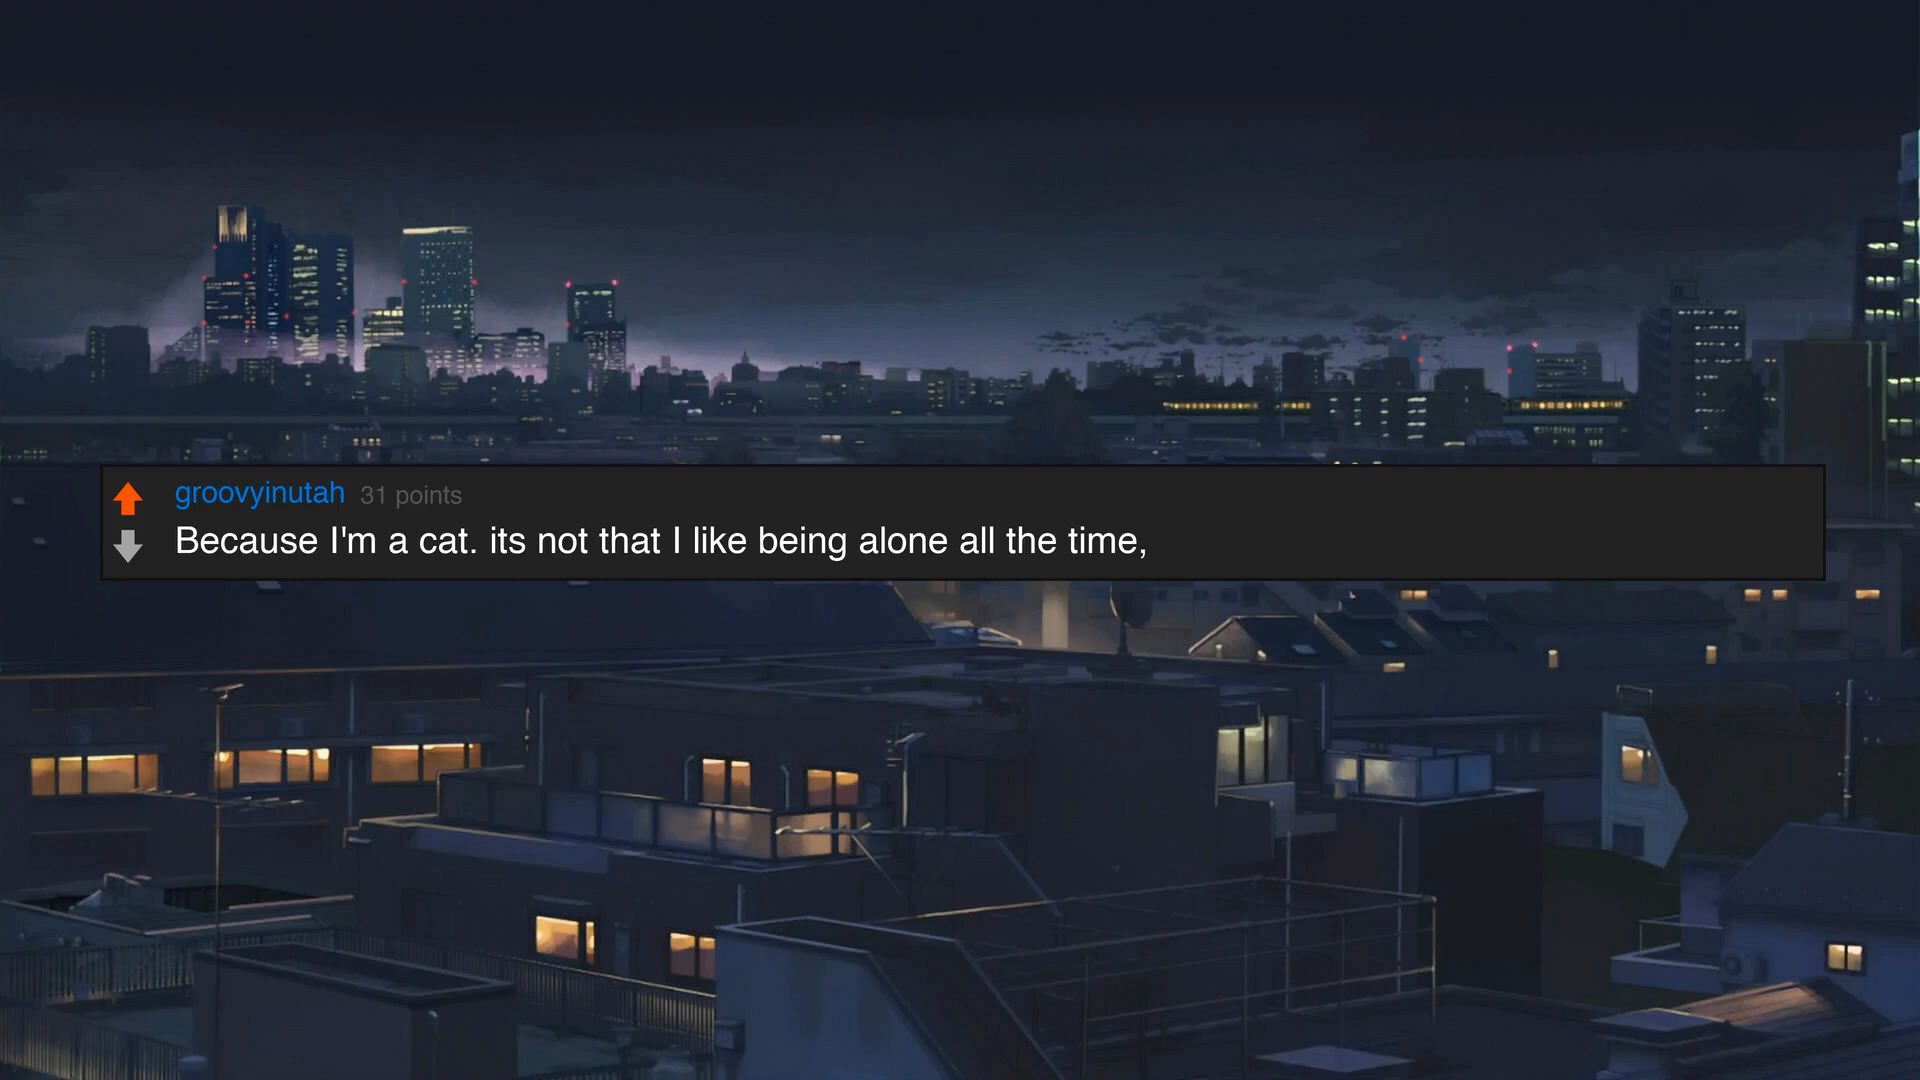 groovyinutah 31 points
Because I'm a cat. its not that I like being alone all the time,